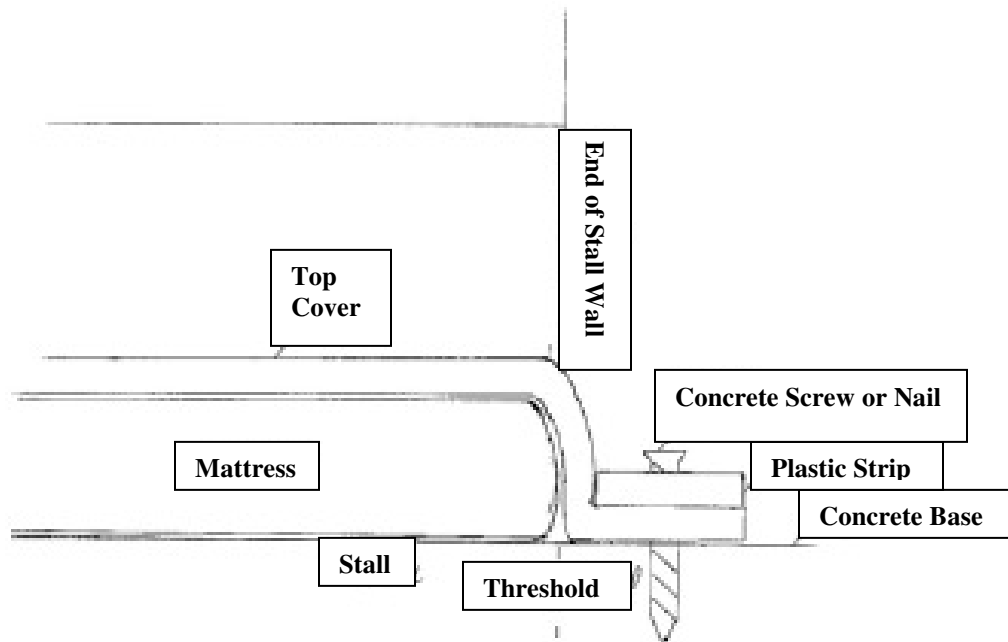 End of Stall Wall
Top
Cover
Concrete Screw or Nail
Mattress
Plastic Strip
Concrete Base
Stall
Threshold